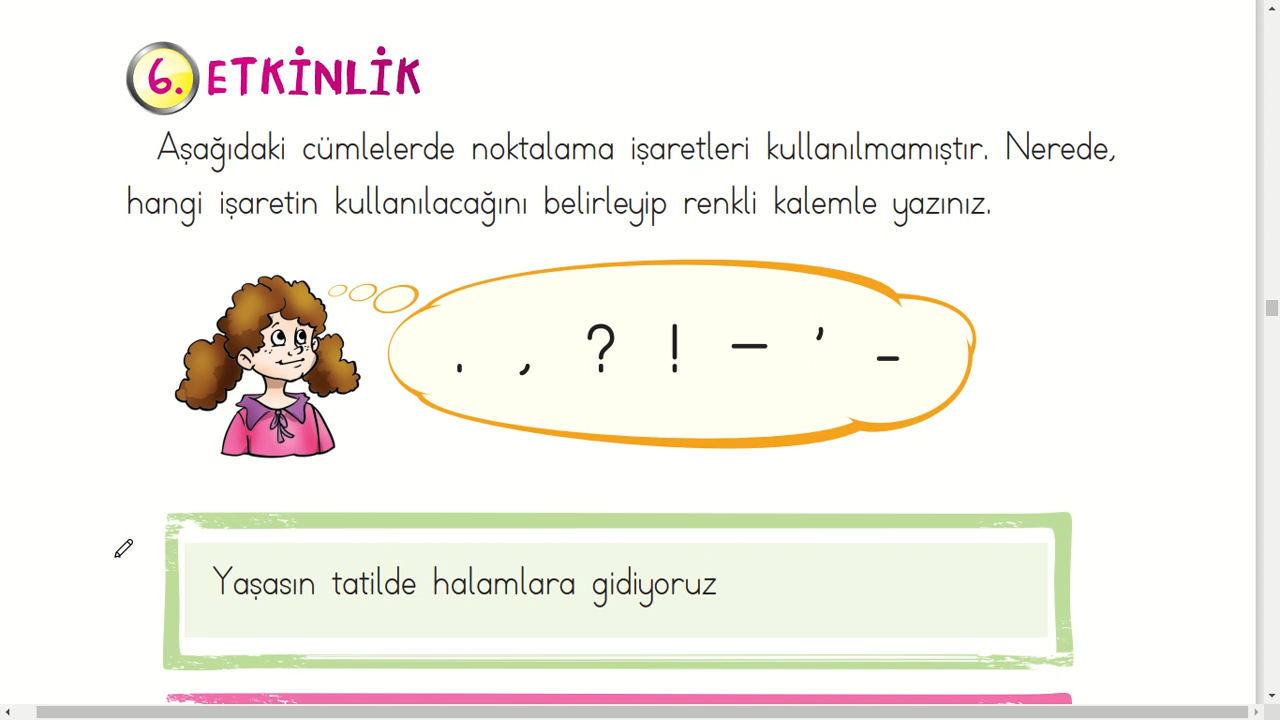 6. ETKİNLİK
Aşağıdaki cümlelerde noktalama işaretleri kullanılmamıştır. Nerede,
hangi işaretin kullanılacağını belirleyip renkli kalemle yazınız.
. , ? ! — ’ -
Yaşasın tatilde halamlara gidiyoruz